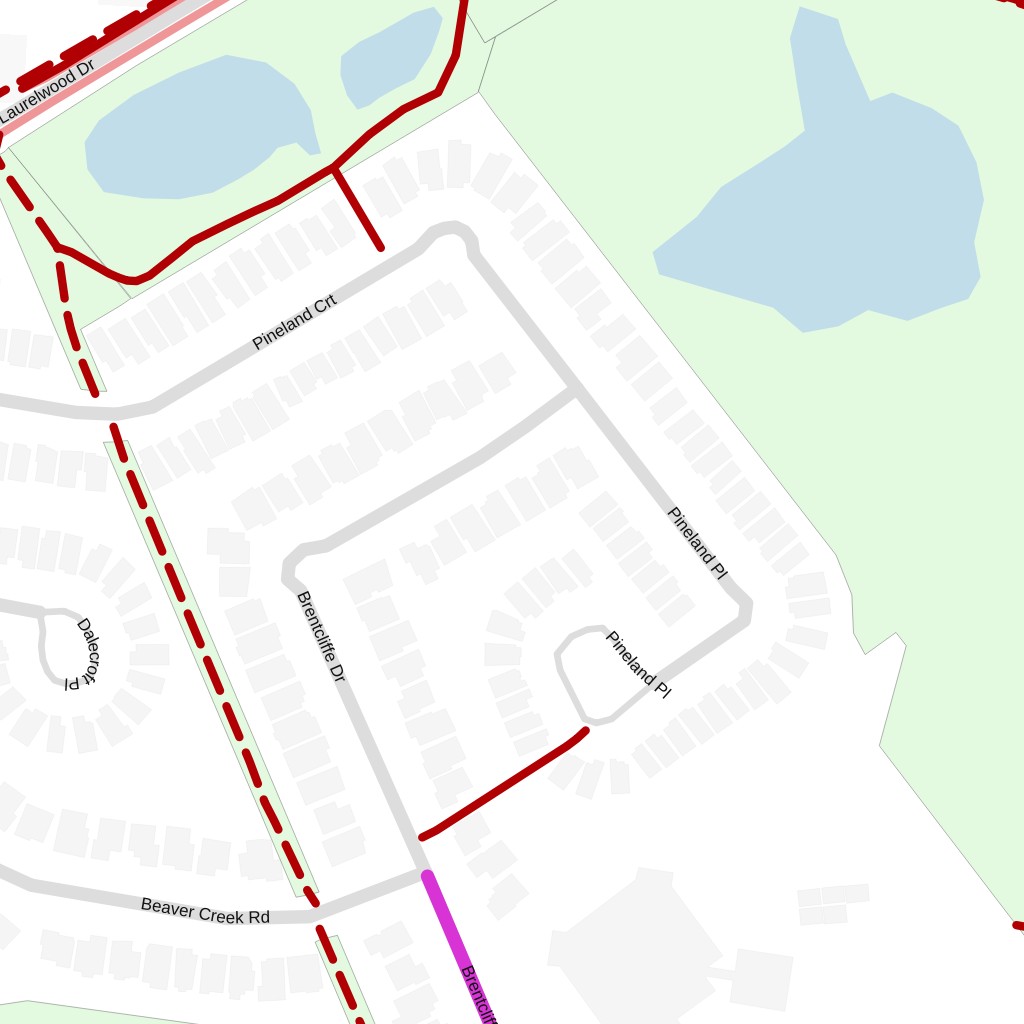 Laurelwood Dr
Pineland Crt
Pineland Pl
Brentcliffe Dr
Dalecroft Pl
Pineland Pl
Beaver Creek Rd